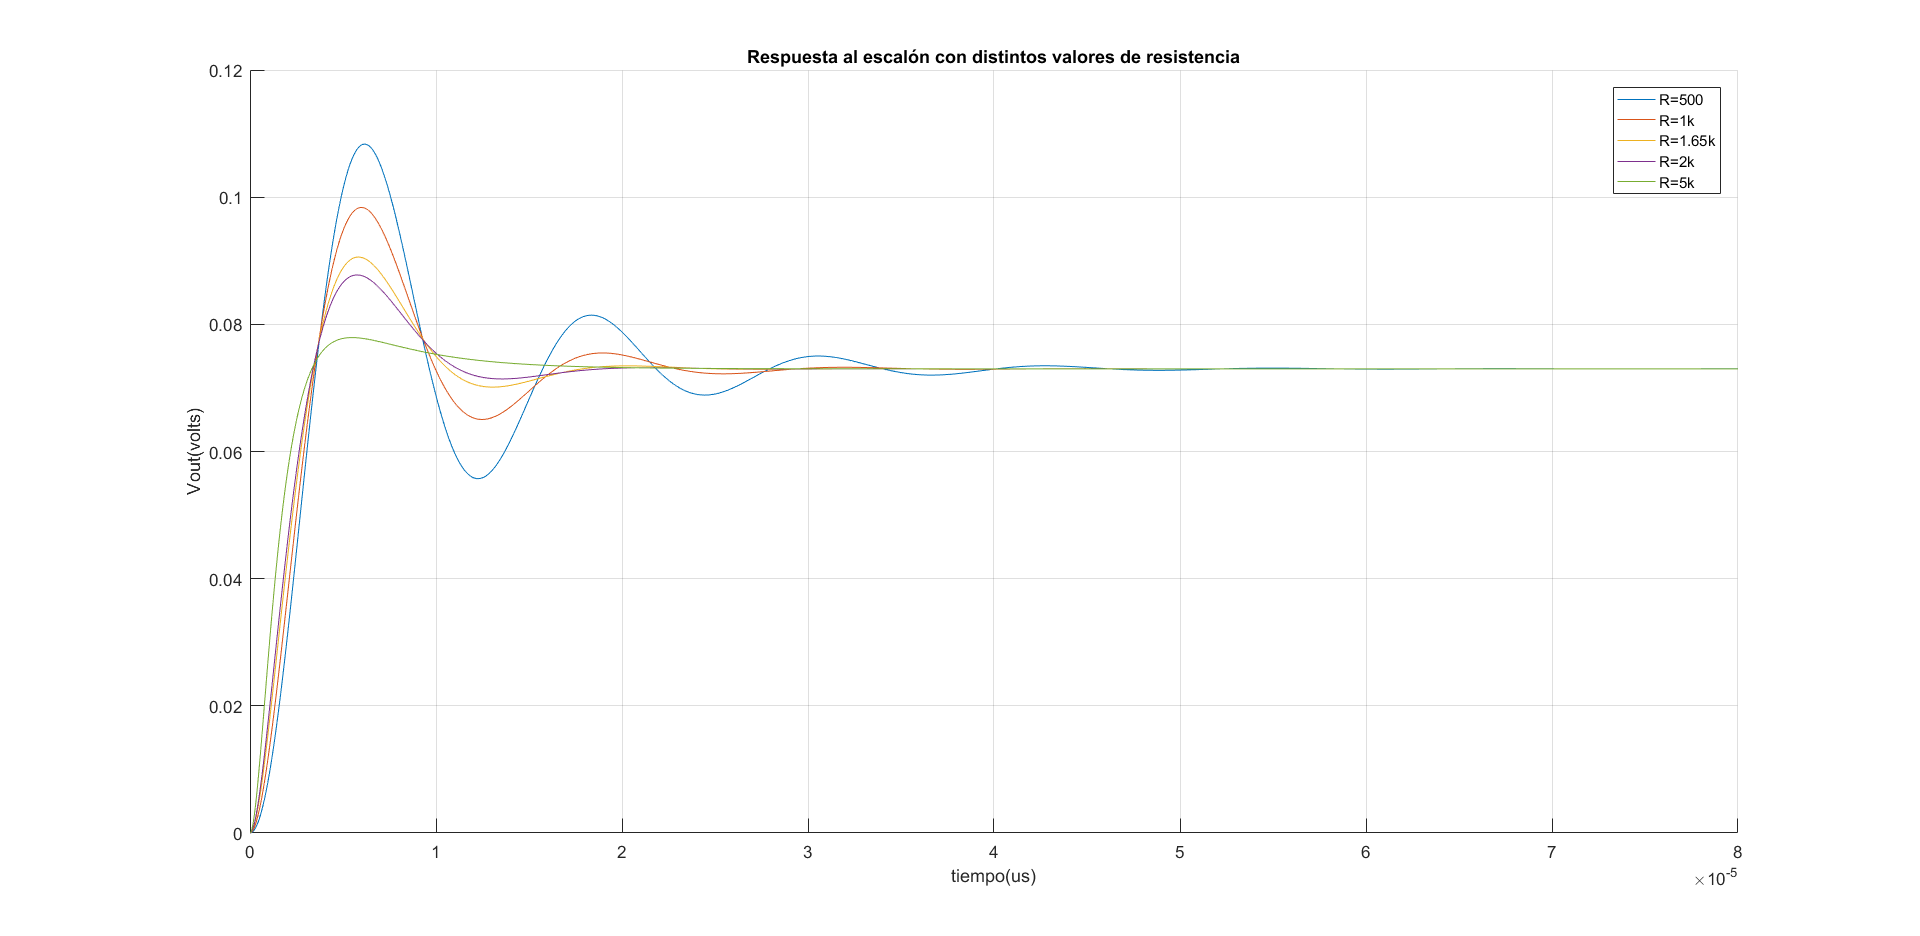 Respuesta al escalón con distintos valores de resistencia
0.12
0.1
0.08
0.06
0.04
0.02
0
Vout(volts)
R=500
R=1k
R=1.65k
R=2k
R=5k
0 1 2 3 4 5 6 7 8
tiempo(us)
×10-5